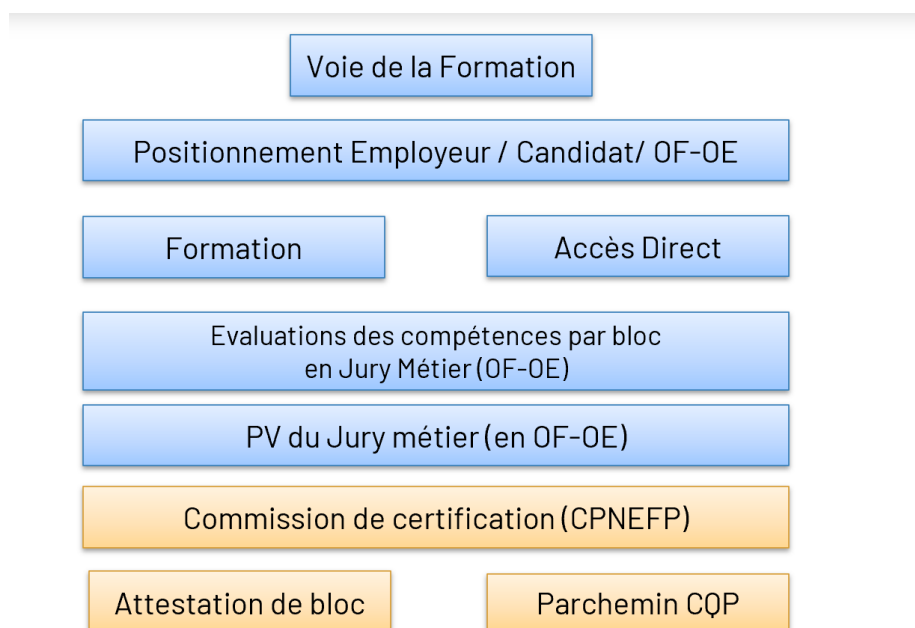 Voie de la Formation
Positionnement Employeur / Candidat/ OF-OE
Formation
Accès Direct
Evaluations des compétences par bloc
en Jury Métier (OF-OE)
PV du Jury métier (en OF-OE)
Commission de certification (CPNEFP)
Attestation de bloc
Parchemin CQP